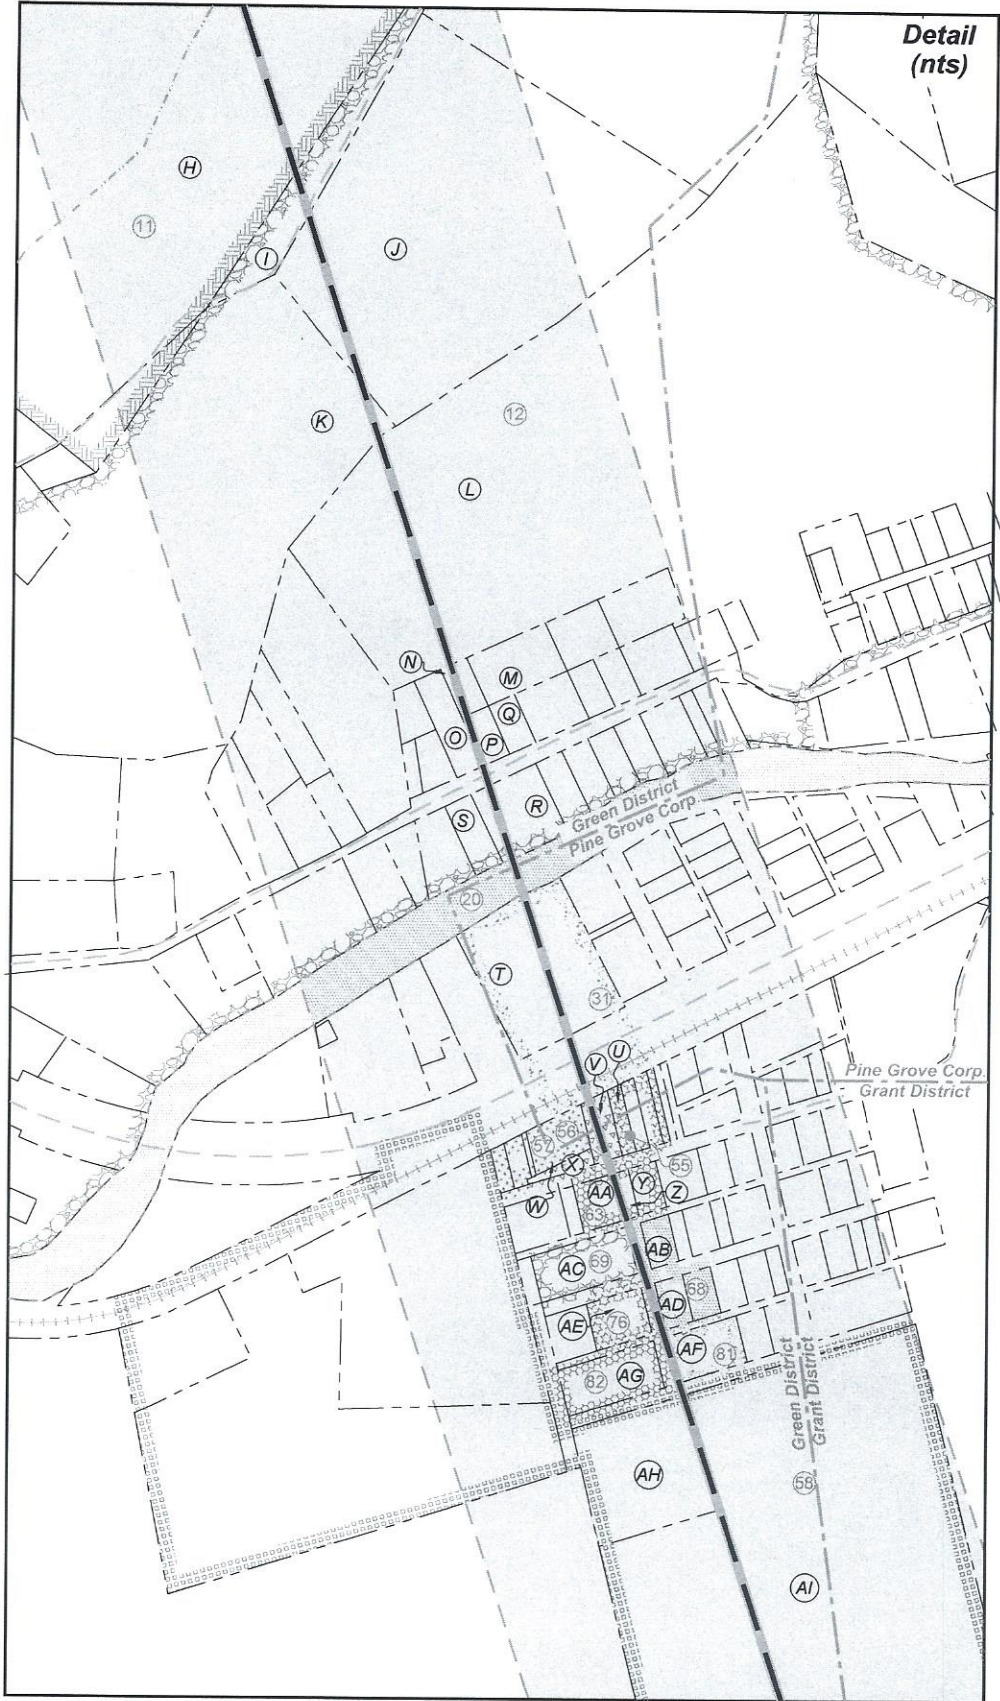 Detail
(nts)
H
11
I
J
K
12
L
N
M
Q
O
P
R
S
Green District
Pine Grove Corp
20
T
31
V
U
Pine Grove Corp.
Grant District
56
57
X
55
W
AA
Y
Z
63
AB
AC
69
68
AD
AE
76
AF
81
AG
82
Green District
Grant District
AH
58
AI